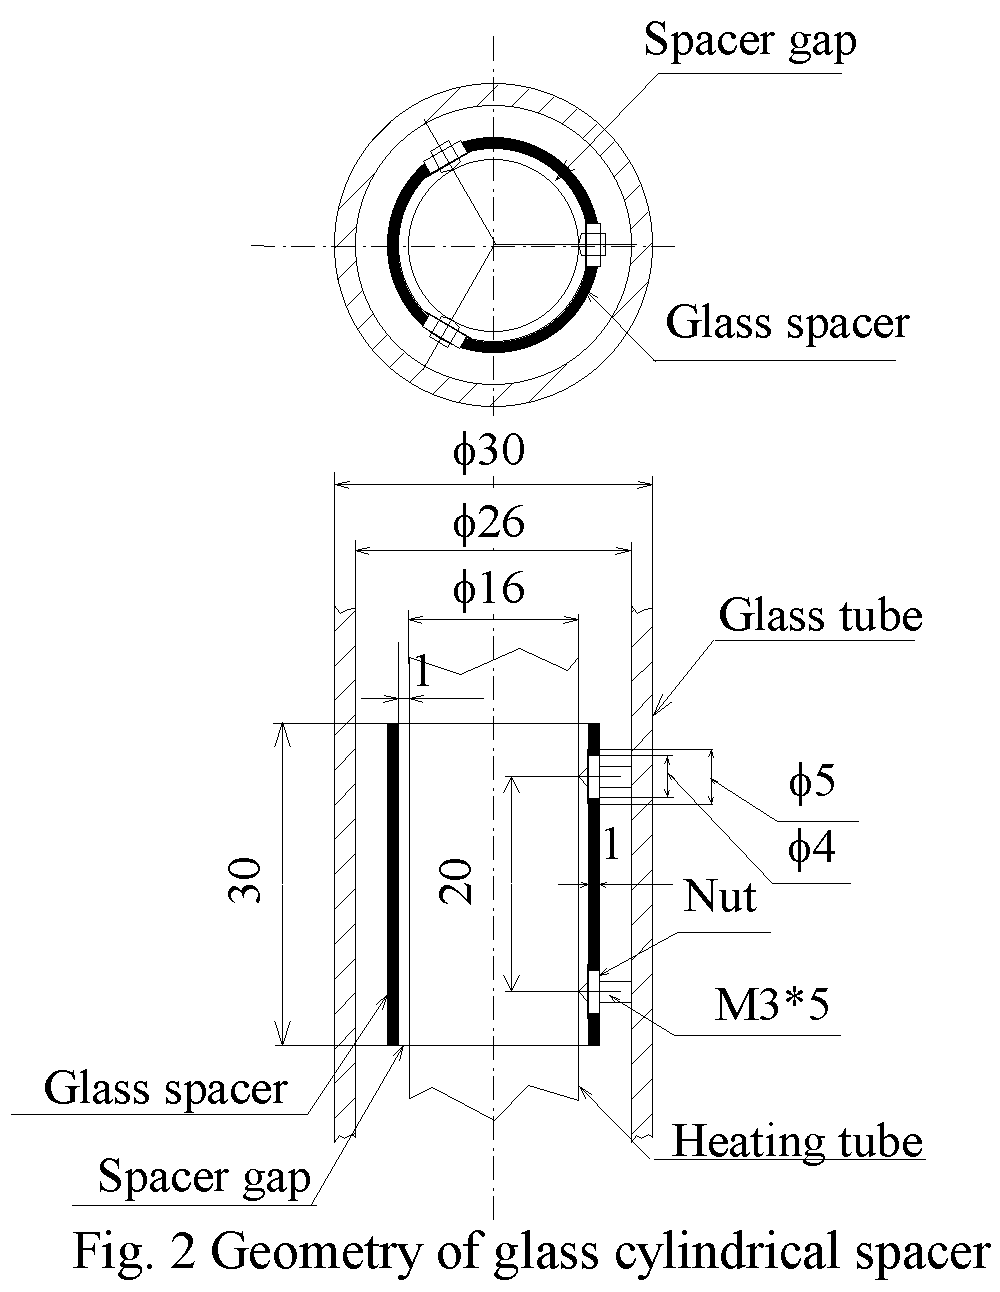 Spacer gap
Glass spacer
ϕ30
ϕ26
ϕ16
Glass tube
1
ϕ5
1
ϕ4
30
20
Nut
M3*5
Glass spacer
Heating tube
Spacer gap
Fig. 2 Geometry of glass cylindrical spacer